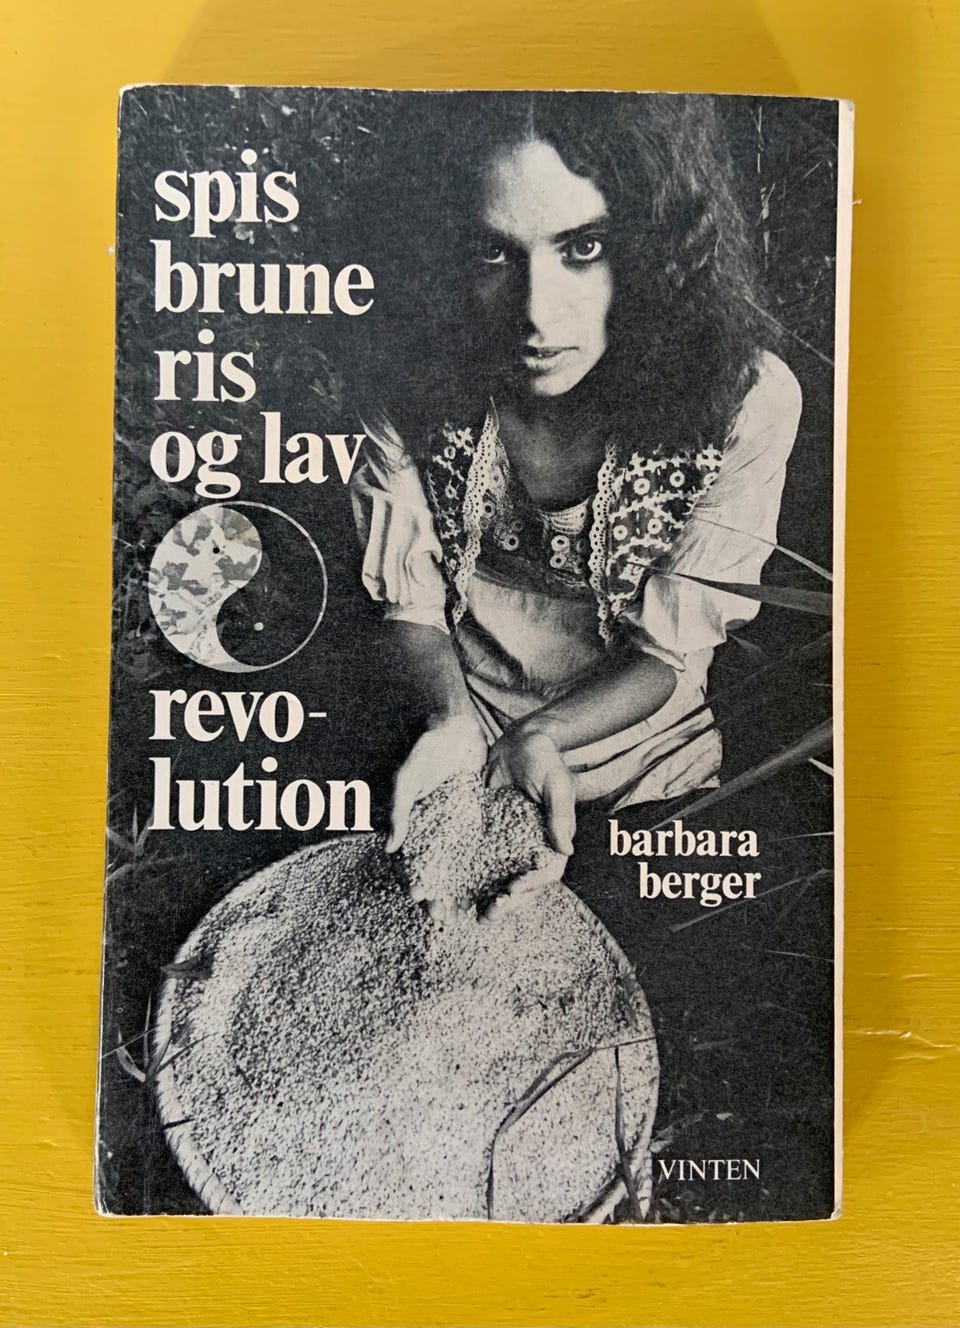 spis
brune
ris
og lav
revo-
lution
barbara
berger
VINTEN